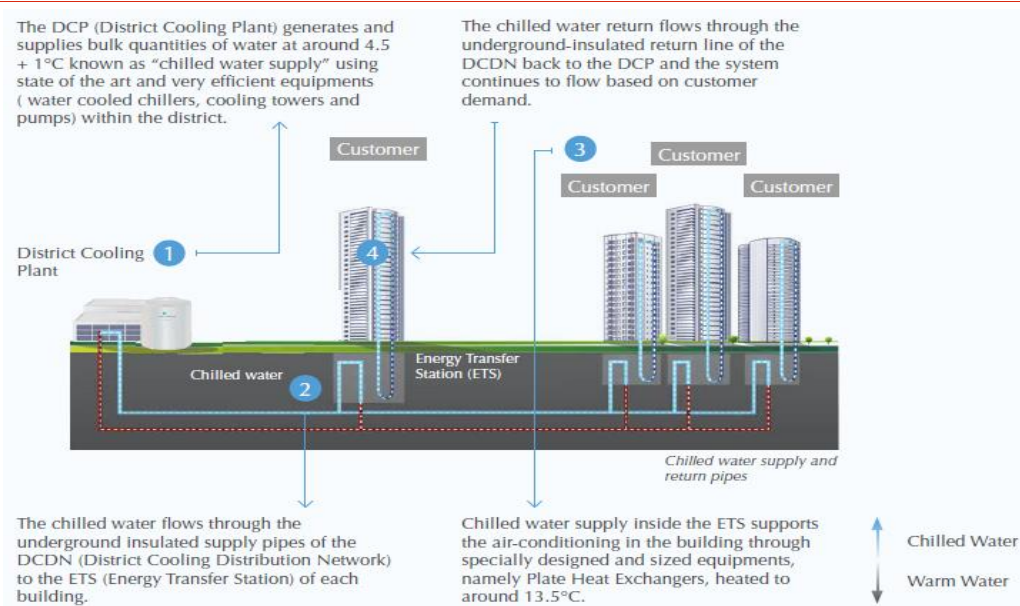 The DCP (District Cooling Plant) generates and
supplies bulk quantities of water at around 4.5
+ 1°C known as “chilled water supply” using
state of the art and very efficient equipments
( water cooled chillers, cooling towers and
pumps) within the district.
The chilled water return flows through the
underground-insulated return line of the
DCDN back to the DCP and the system
continues to flow based on customer
demand.
Customer
3
Customer
Customer
Customer
District Cooling
Plant
1
4
Chilled water
2
Energy Transfer
Station (ETS)
Chilled water supply and
return pipes
The chilled water flows through the
underground insulated supply pipes of the
DCDN (District Cooling Distribution Network)
to the ETS (Energy Transfer Station) of each
building.
Chilled water supply inside the ETS supports
the air-conditioning in the building through
specially designed and sized equipments,
namely Plate Heat Exchangers, heated to
around 13.5°C.
Chilled Water
Warm Water